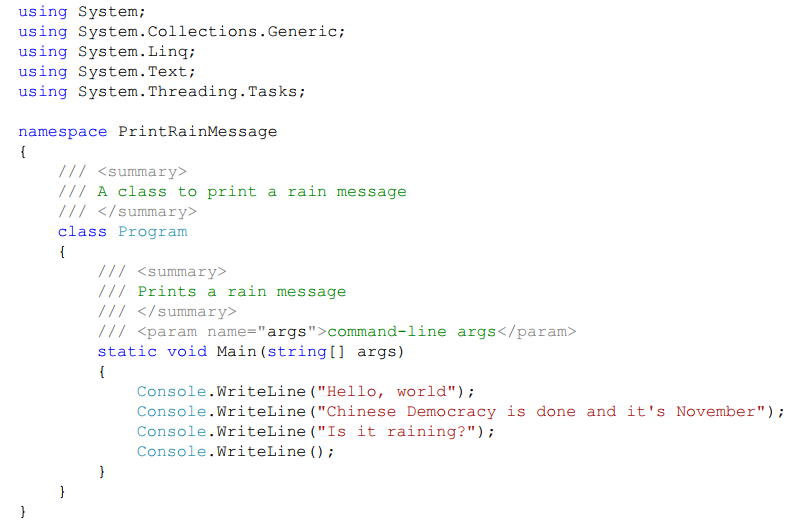 using System;
using System.Collections.Generic;
using System.Linq;
using System.Text;
using System.Threading.Tasks;

namespace PrintRainMessage
{
    /// <summary>
    /// A class to print a rain message
    /// </summary>
    class Program
    {
        /// <summary>
        /// Prints a rain message
        /// </summary>
        /// <param name="args">command-line args</param>
        static void Main(string[] args)
        {
            Console.WriteLine("Hello, world");
            Console.WriteLine("Chinese Democracy is done and it's November");
            Console.WriteLine("Is it raining?");
            Console.WriteLine();
        }
    }
}